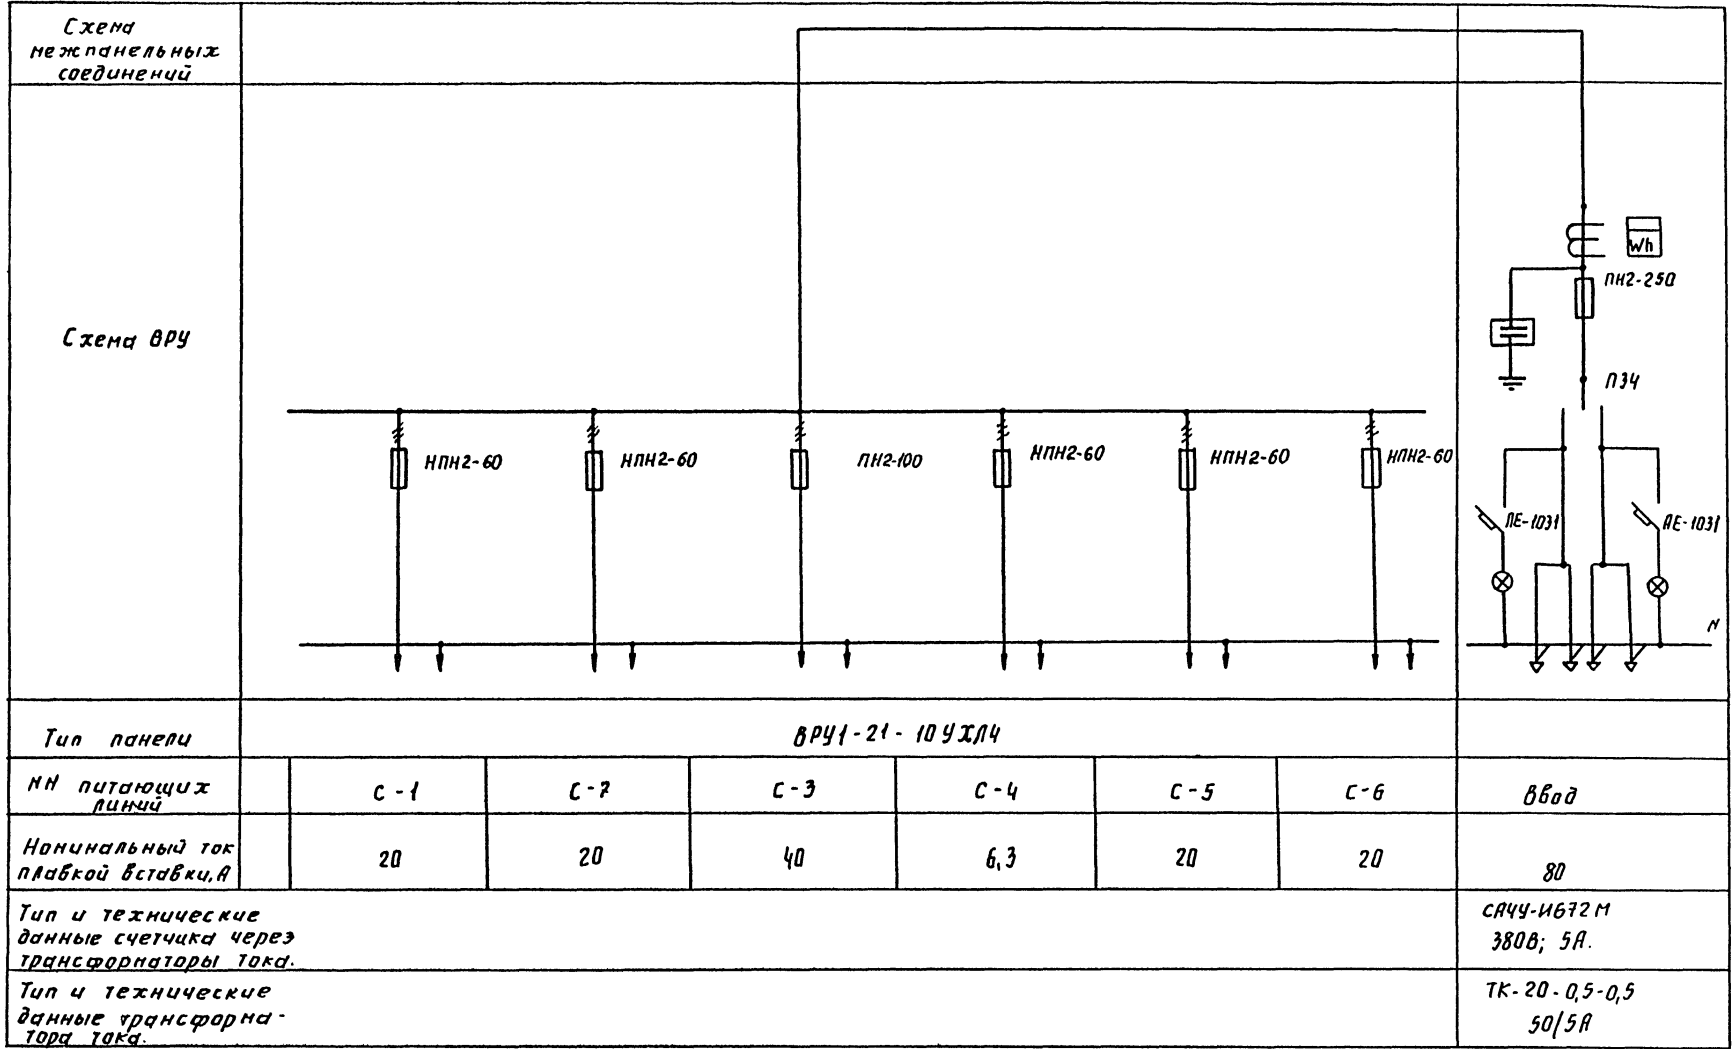 Схема
межпанельных
соединений
Wh
ПН2-250
Схема ВРУ
ПЭЧ
НПН2-60
НПН2-60
ПН2-100
НПН2-60
НПН2-60
НПН2-60
АЕ-1031
АЕ-1031
N
Тип панели
ВРУ1-21-10УХЛ4
NN питающих
линий
С-1
С-7
С-3
С-4
С-5
С-6
Ввод
Номинальный ток
плавкой вставки, А
20
20
40
6,3
20
20
80
Тип и технические
данные счетчика через
трансформаторы тока.
САЧУ-И672М
380В; 5А.
Тип и технические
данные трансформа-
тора тока.
ТК-20-0,5-0,5
50/5А